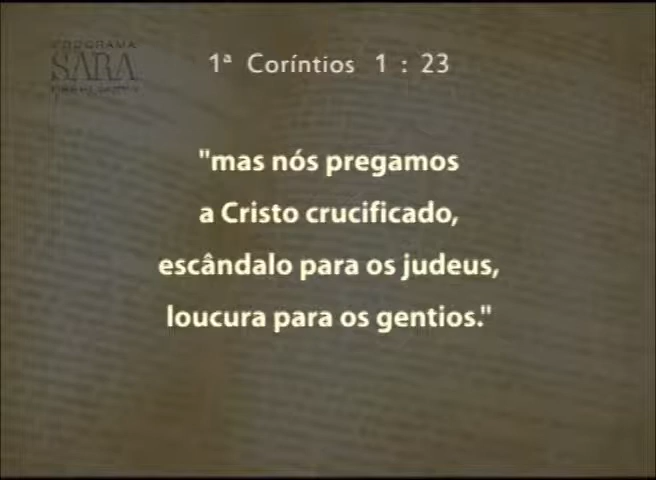 PROGRAMA
SARA
1ª Coríntios 1 : 23
"mas nós pregamos
a Cristo crucificado,
escândalo para os judeus,
loucura para os gentios."